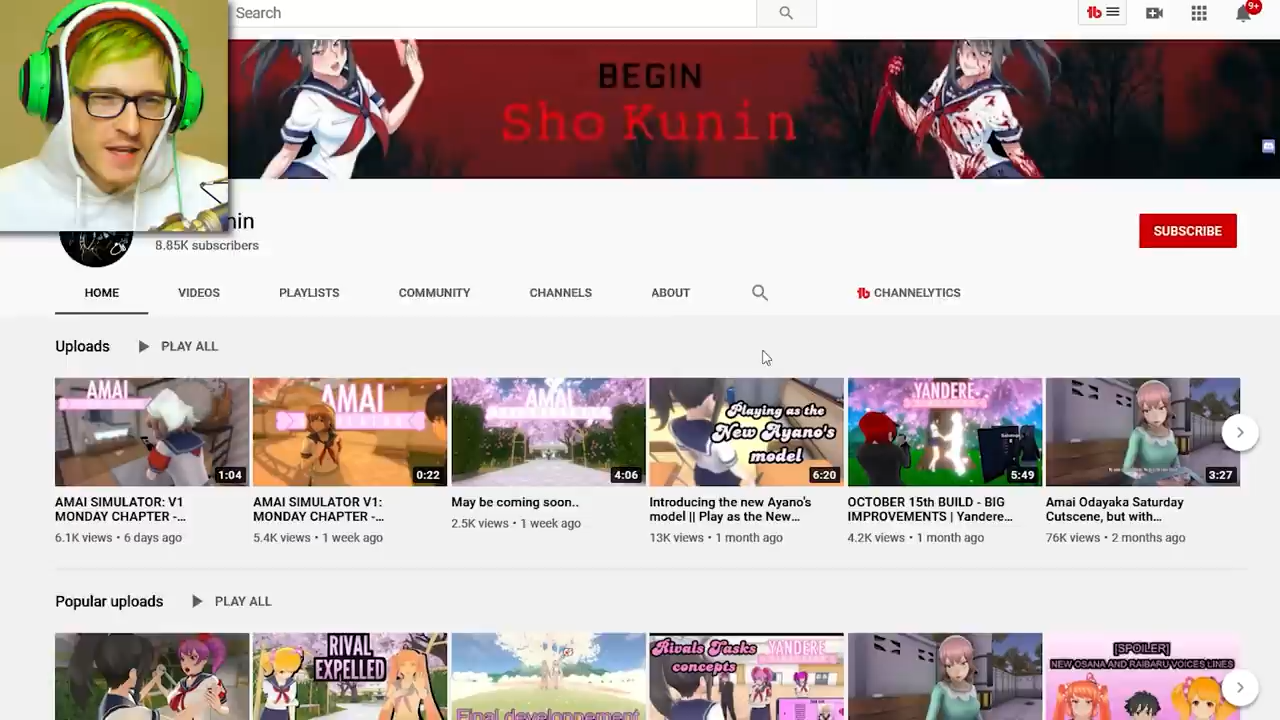 Search
9+
BEGIN
Sho Kunin
nin
8.85K subscribers
SUBSCRIBE
HOME
VIDEOS
PLAYLISTS
COMMUNITY
CHANNELS
ABOUT
CHANNELYTICS
Uploads
PLAY ALL
AMAI
1:04
AMAI
0:22
AMAI
4:06
Playing as the
New Ayano's
model
6:20
YANDERE
5:49
3:27
AMAI SIMULATOR: V1
MONDAY CHAPTER -...
6.1K views • 6 days ago
AMAI SIMULATOR V1:
MONDAY CHAPTER -...
5.4K views • 1 week ago
May be coming soon..
2.5K views • 1 week ago
Introducing the new Ayano's
model || Play as the New...
13K views • 1 month ago
OCTOBER 15th BUILD - BIG
IMPROVEMENTS | Yandere...
4.2K views • 1 month ago
Amai Odayaka Saturday
Cutscene, but with...
76K views • 2 months ago
Popular uploads
PLAY ALL
RIVAL
EXPELLED
Final developpement
Rivals Tasks
concepts
YANDERE
[SPOILER]
NEW OSANA AND RAIBARU VOICES LINES